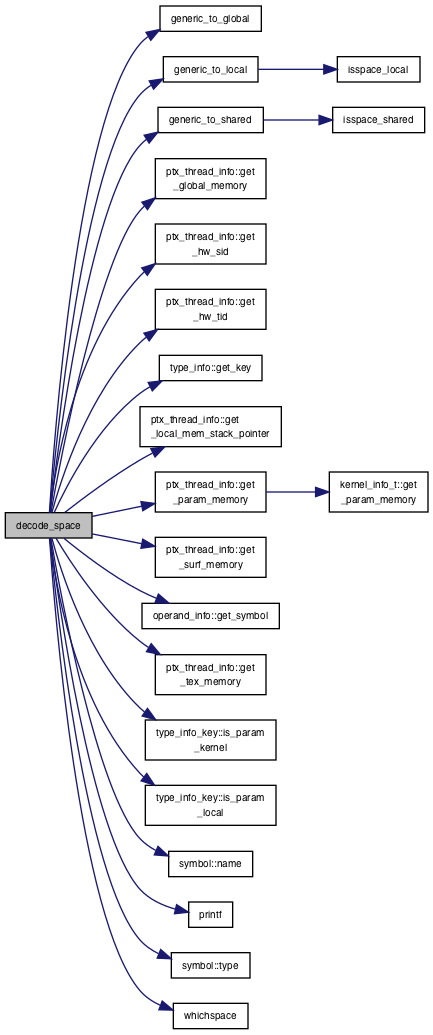 generic_to_global
generic_to_local
isspace_local
generic_to_shared
isspace_shared
ptx_thread_info::get
_global_memory
ptx_thread_info::get
_hw_sid
ptx_thread_info::get
_hw_tid
type_info::get_key
ptx_thread_info::get
_local_mem_stack_pointer
ptx_thread_info::get
_param_memory
kernel_info_t::get
_param_memory
decode_space
ptx_thread_info::get
_surf_memory
operand_info::get_symbol
ptx_thread_info::get
_tex_memory
type_info_key::is_param
_kernel
type_info_key::is_param
_local
symbol::name
printf
symbol::type
whichspace